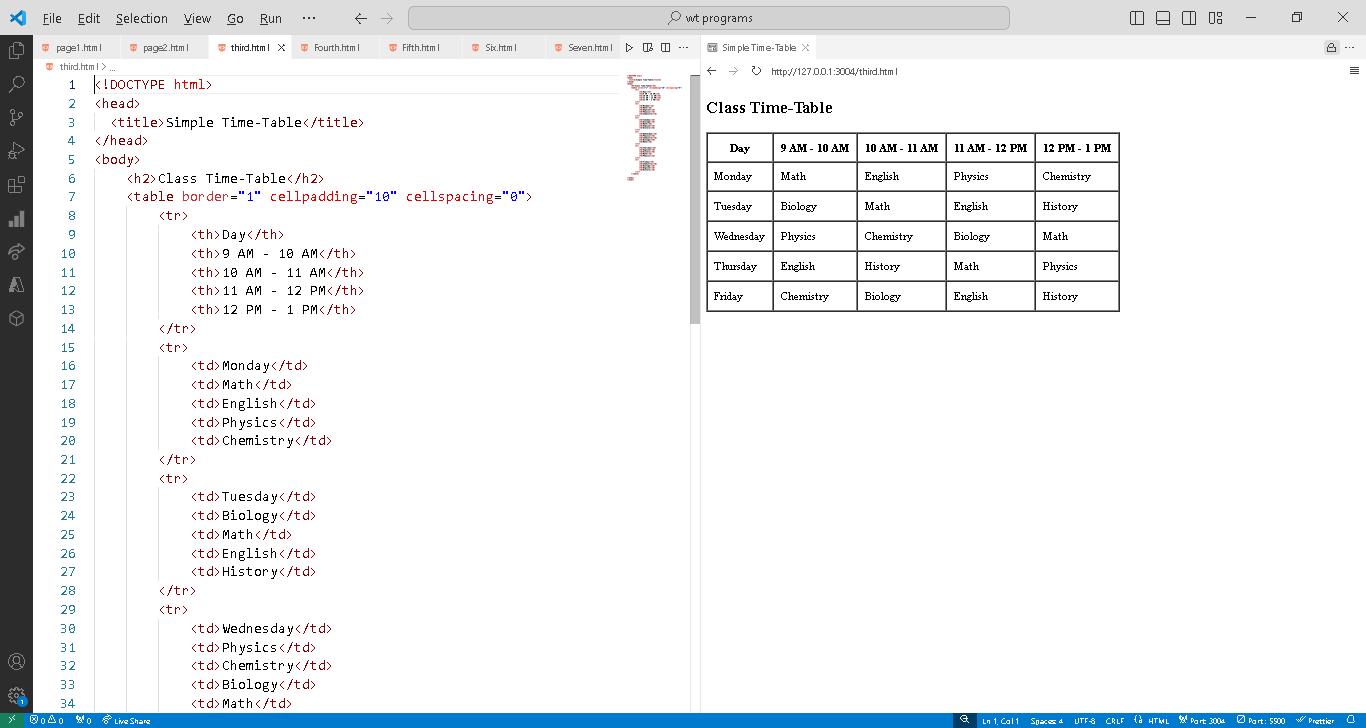 File Edit Selection View Go Run ··· wt programs
page1.html page2.html third.html Fourth.html Fifth.html Six.html Seven.html
third.html > ...
1 <!DOCTYPE html>
2 <head>
3 <title>Simple Time-Table</title>
4 </head>
5 <body>
6 <h2>Class Time-Table</h2>
7 <table border="1" cellpadding="10" cellspacing="0">
8 <tr>
9 <th>Day</th>
10 <th>9 AM - 10 AM</th>
11 <th>10 AM - 11 AM</th>
12 <th>11 AM - 12 PM</th>
13 <th>12 PM - 1 PM</th>
14 </tr>
15 <tr>
16 <td>Monday</td>
17 <td>Math</td>
18 <td>English</td>
19 <td>Physics</td>
20 <td>Chemistry</td>
21 </tr>
22 <tr>
23 <td>Tuesday</td>
24 <td>Biology</td>
25 <td>Math</td>
26 <td>English</td>
27 <td>History</td>
28 </tr>
29 <tr>
30 <td>Wednesday</td>
31 <td>Physics</td>
32 <td>Chemistry</td>
33 <td>Biology</td>
34 <td>Math</td>
Simple Time-Table
http://127.0.0.1:3004/third.html
Class Time-Table
Day 9 AM - 10 AM 10 AM - 11 AM 11 AM - 12 PM 12 PM - 1 PM
Monday Math English Physics Chemistry
Tuesday Biology Math English History
Wednesday Physics Chemistry Biology Math
Thursday English History Math Physics
Friday Chemistry Biology English History
1
0 0 0 Live Share Ln 1, Col 1 Spaces: 4 UTF-8 CRLF {} HTML Port: 3004 Port : 5500 Prettier